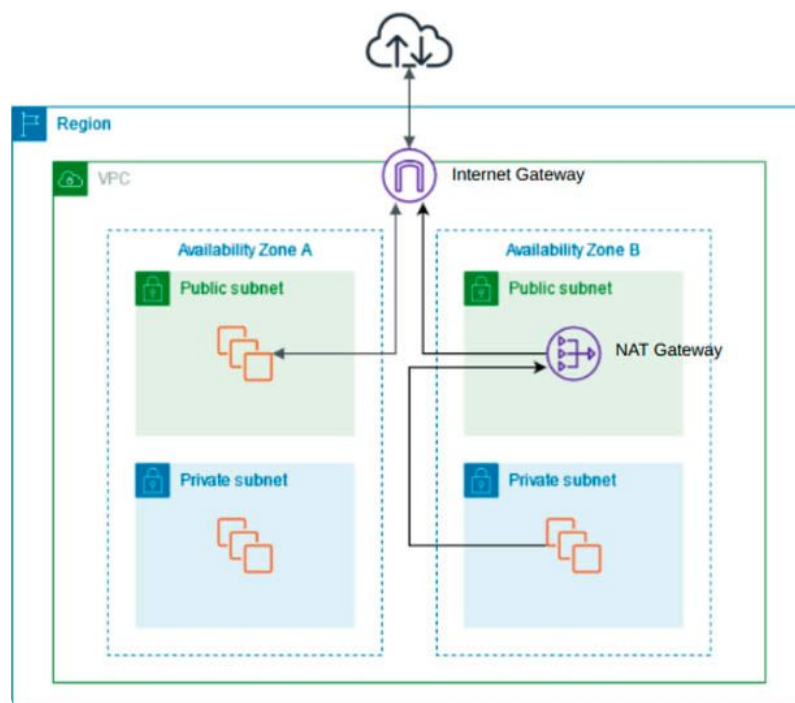 Region
Internet Gateway
VPC
Availability Zone A
Availability Zone B
Public subnet
Public subnet
NAT Gateway
Private subnet
Private subnet